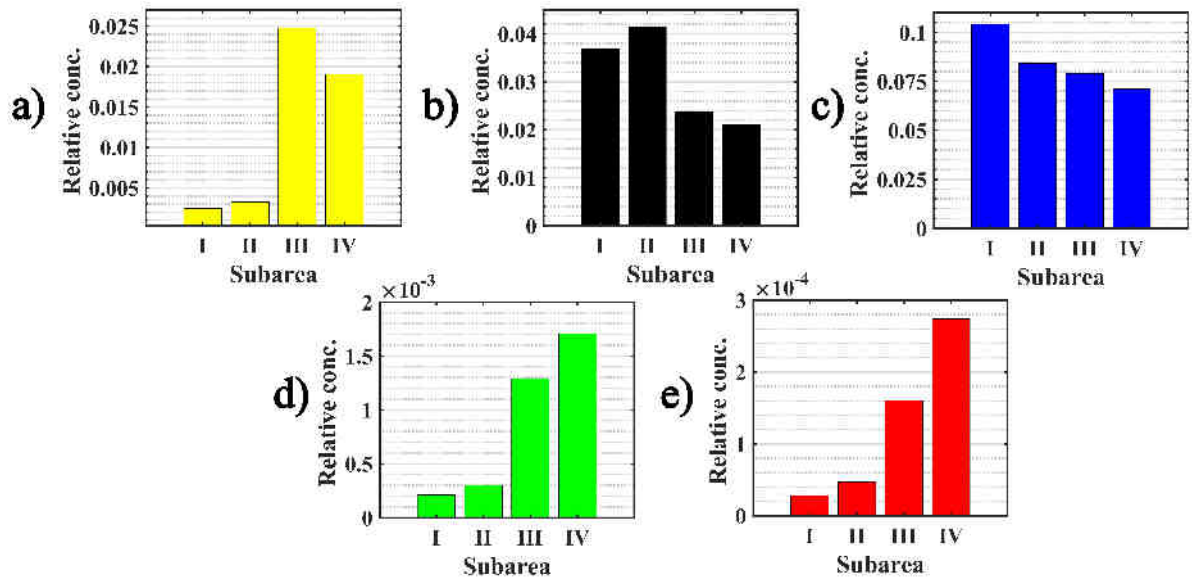 a)
Relative conc.
0.025
0.02
0.015
0.01
0.005
I II III IV
Subarea
b)
Relative conc.
0.04
0.03
0.02
0.01
0
I II III IV
Subarea
c)
Relative conc.
0.1
0.075
0.05
0.025
0
I II III IV
Subarea
d)
Relative conc.
×10⁻³
2
1.5
1
0.5
0
I II III IV
Subarea
e)
Relative conc.
×10⁻⁴
3
2
1
0
I II III IV
Subarea